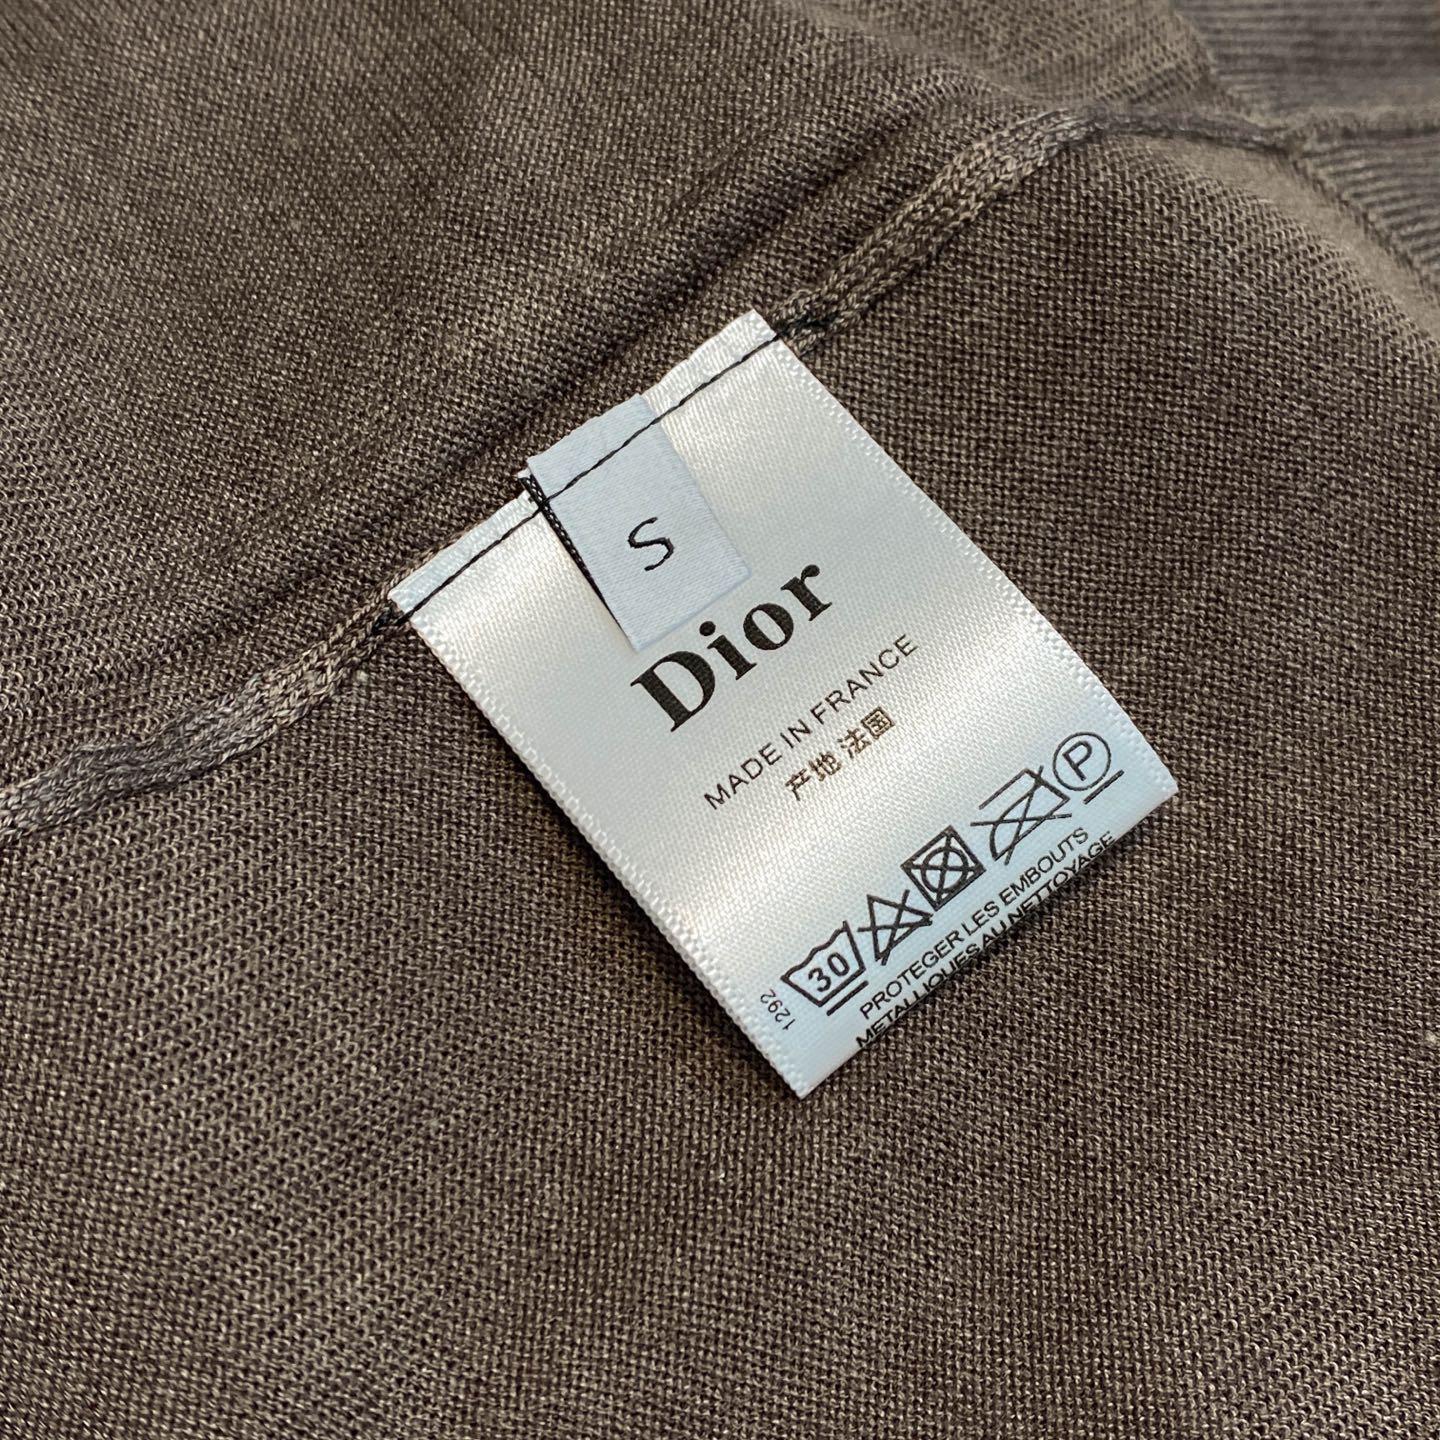 S
Dior
MADE IN FRANCE
产地 法国
P
30
1292
PROTEGER LES EMBOUTS
METALLIQUES AU NETTOYAGE